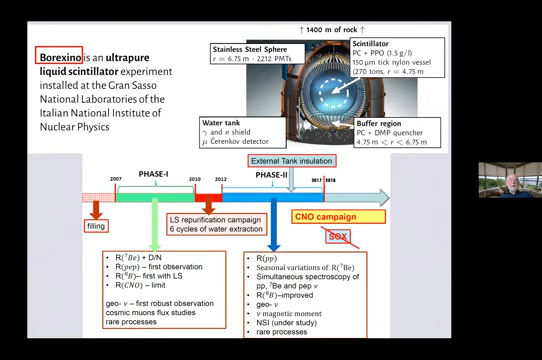 ↑ 1400 m of rock ↑
Borexino is an ultrapure
liquid scintillator experiment
installed at the Gran Sasso
National Laboratories of the
Italian National Institute of
Nuclear Physics
Stainless Steel Sphere
r = 6.75 m - 2212 PMTs
Scintillator
PC + PPO (1.5 g/l)
150 μm tick nylon vessel
(270 tons, r = 4.75 m)
Water tank
γ and n shield
μ Čerenkov detector
Buffer region
PC + DMP quencher
4.75 m < r < 6.75 m
External Tank insulation
2007
PHASE-I
2010
2012
PHASE-II
2017
2018
filling
LS repurification campaign
6 cycles of water extraction
CNO campaign
SOX
• R(⁷Be) + D/N
• R(pep) – first observation
• R(⁸B)– first with LS
• R(CNO) – limit
geo- ν – first robust observation
cosmic muons flux studies
rare processes
• R(pp)
• Seasonal variations of R(⁷Be)
• Simultaneous spectroscopy of
pp, ⁷Be and pep ν
• R(⁸B)–improved
• geo- ν
• ν magnetic moment
• NSI (under study)
• rare processes